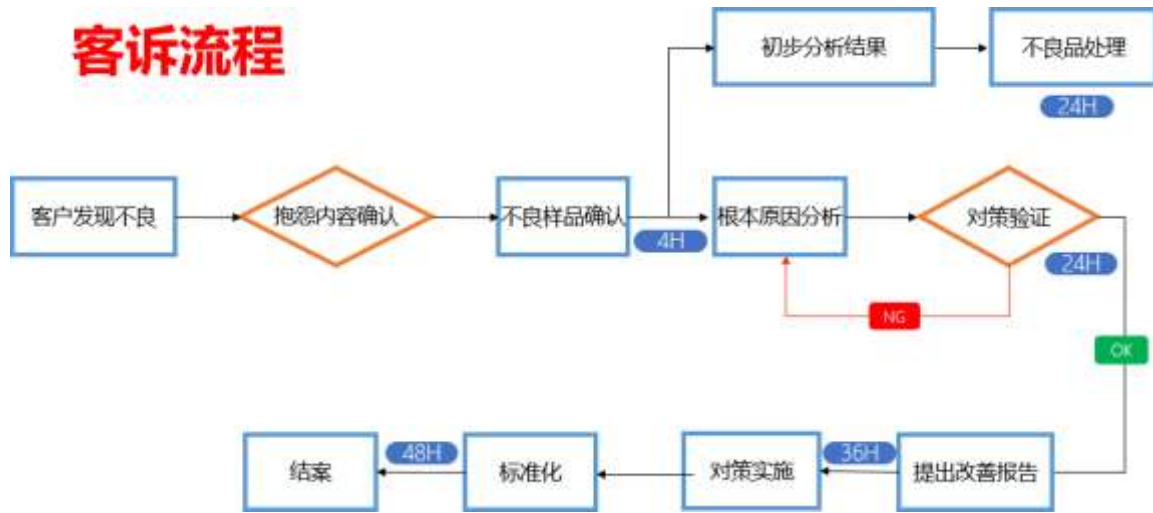 客诉流程
初步分析结果
不良品处理
24H
客户发现不良
抱怨内容确认
不良样品确认
4H
根本原因分析
对策验证
24H
NG
OK
结案
48H
标准化
对策实施
36H
提出改善报告